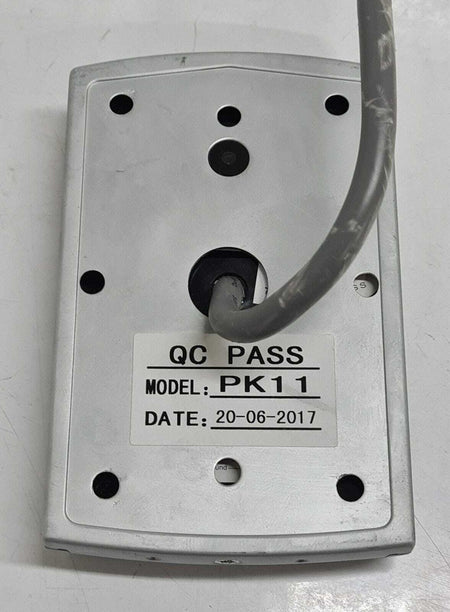 QC PASS
MODEL: PK11
DATE: 20-06-2017